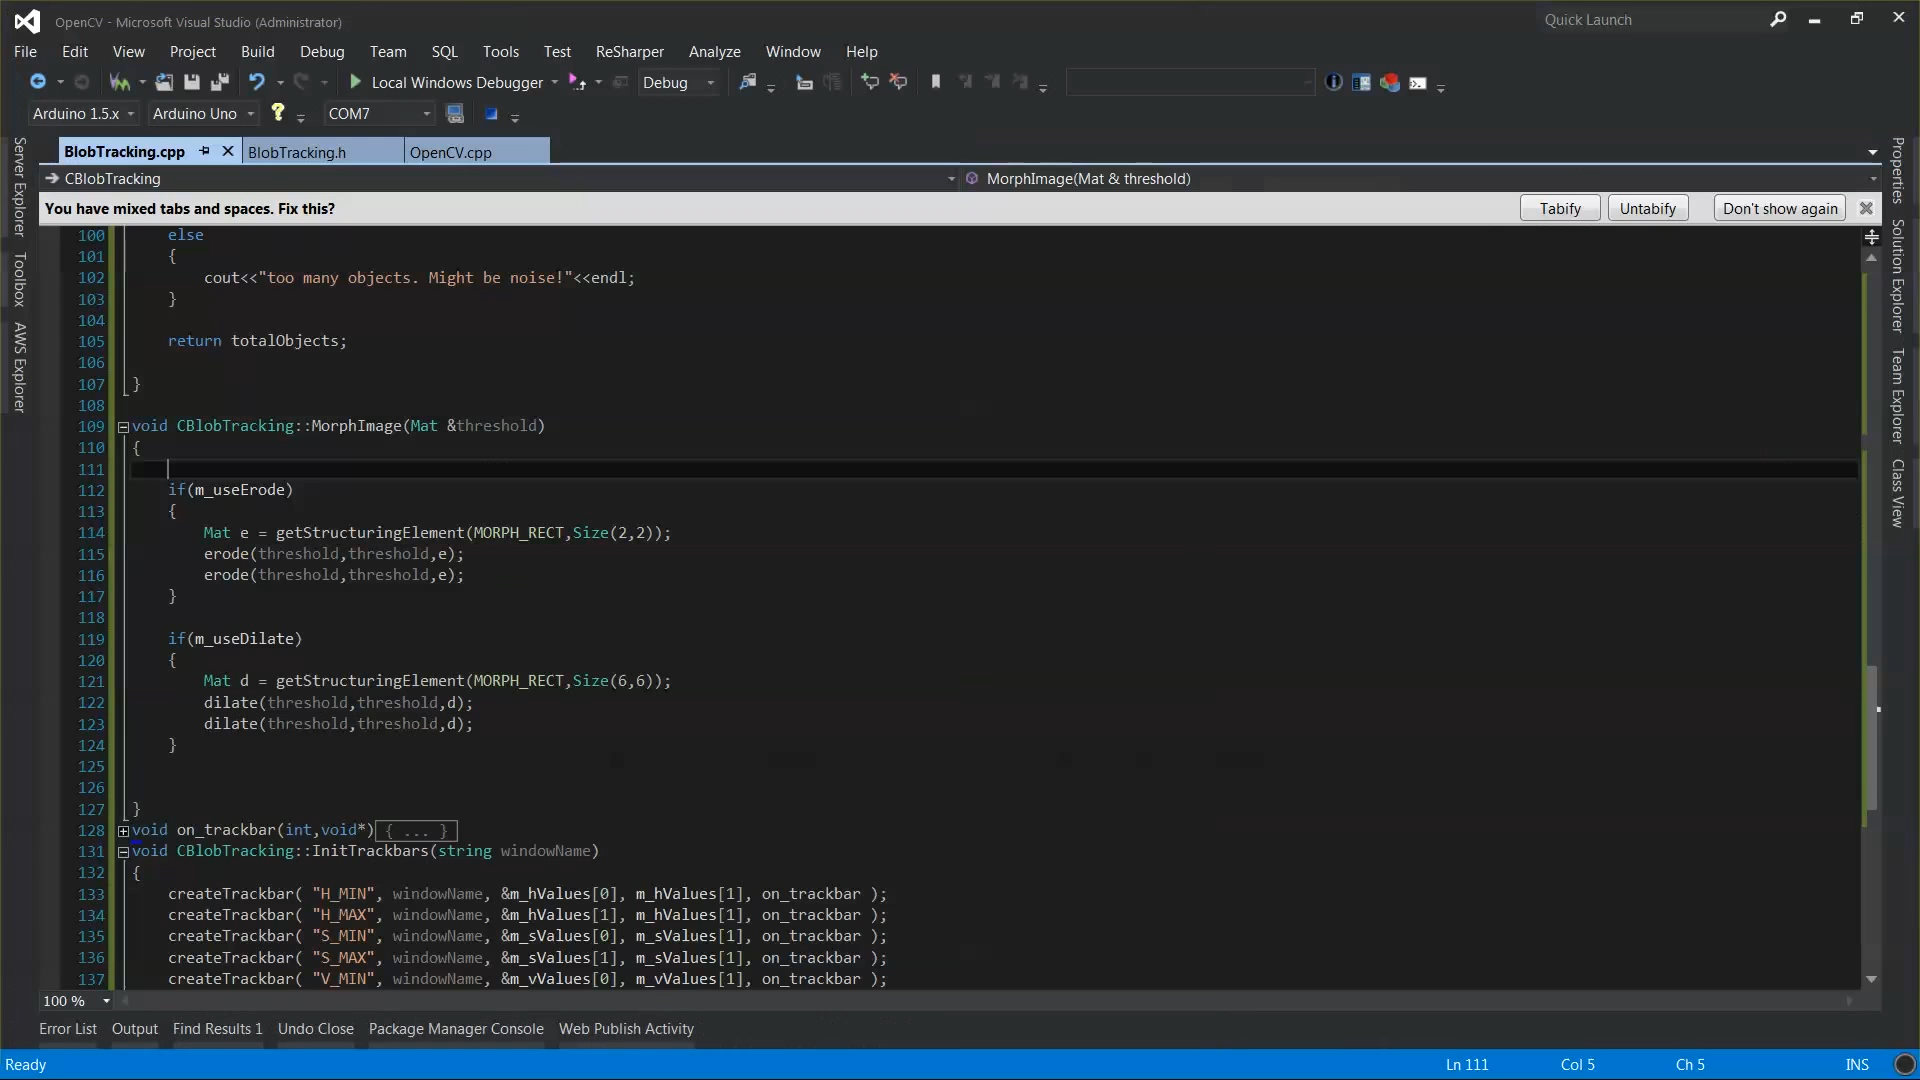 OpenCV - Microsoft Visual Studio (Administrator)
Quick Launch
File Edit View Project Build Debug Team SQL Tools Test ReSharper Analyze Window Help
Local Windows Debugger Debug
Arduino 1.5.x Arduino Uno COM7
BlobTracking.cpp BlobTracking.h OpenCV.cpp
CBlobTracking MorphImage(Mat & threshold)
You have mixed tabs and spaces. Fix this? Tabify Untabify Don't show again
Server Explorer
Toolbox
AWS Explorer
100 else
101 {
102 cout<<"too many objects. Might be noise!"<<endl;
103 }
104
105 return totalObjects;
106
107 }
108
109 void CBlobTracking::MorphImage(Mat &threshold)
110 {
111
112 if(m_useErode)
113 {
114 Mat e = getStructuringElement(MORPH_RECT,Size(2,2));
115 erode(threshold,threshold,e);
116 erode(threshold,threshold,e);
117 }
118
119 if(m_useDilate)
120 {
121 Mat d = getStructuringElement(MORPH_RECT,Size(6,6));
122 dilate(threshold,threshold,d);
123 dilate(threshold,threshold,d);
124 }
125
126
127 }
128 void on_trackbar(int,void*){ ... }
131 void CBlobTracking::InitTrackbars(string windowName)
132 {
133 createTrackbar( "H_MIN", windowName, &m_hValues[0], m_hValues[1], on_trackbar );
134 createTrackbar( "H_MAX", windowName, &m_hValues[1], m_hValues[1], on_trackbar );
135 createTrackbar( "S_MIN", windowName, &m_sValues[0], m_sValues[1], on_trackbar );
136 createTrackbar( "S_MAX", windowName, &m_sValues[1], m_sValues[1], on_trackbar );
137 createTrackbar( "V_MIN", windowName, &m_vValues[0], m_vValues[1], on_trackbar );
Properties
Solution Explorer
Team Explorer
Class View
100 %
Error List Output Find Results 1 Undo Close Package Manager Console Web Publish Activity
Ready Ln 111 Col 5 Ch 5 INS